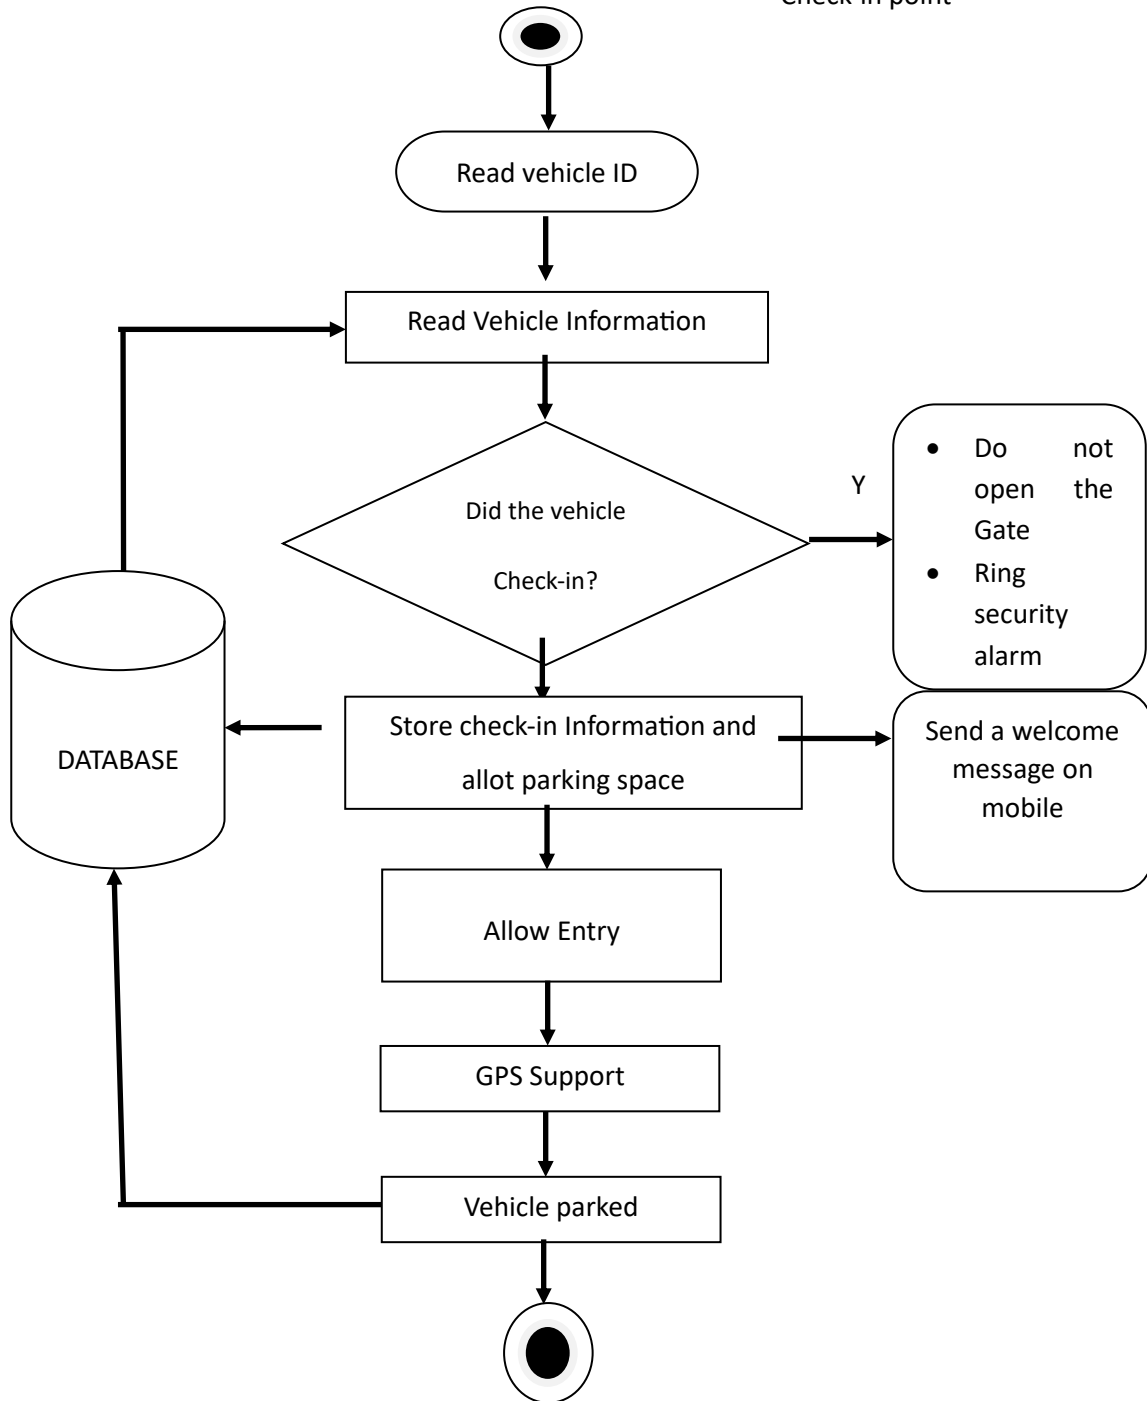 Check-in point
Read vehicle ID
Read Vehicle Information
Did the vehicle
Check-in?
Y
• Do not
open the
Gate
• Ring
security
alarm
DATABASE
Store check-in Information and
allot parking space
Send a welcome
message on
mobile
Allow Entry
GPS Support
Vehicle parked